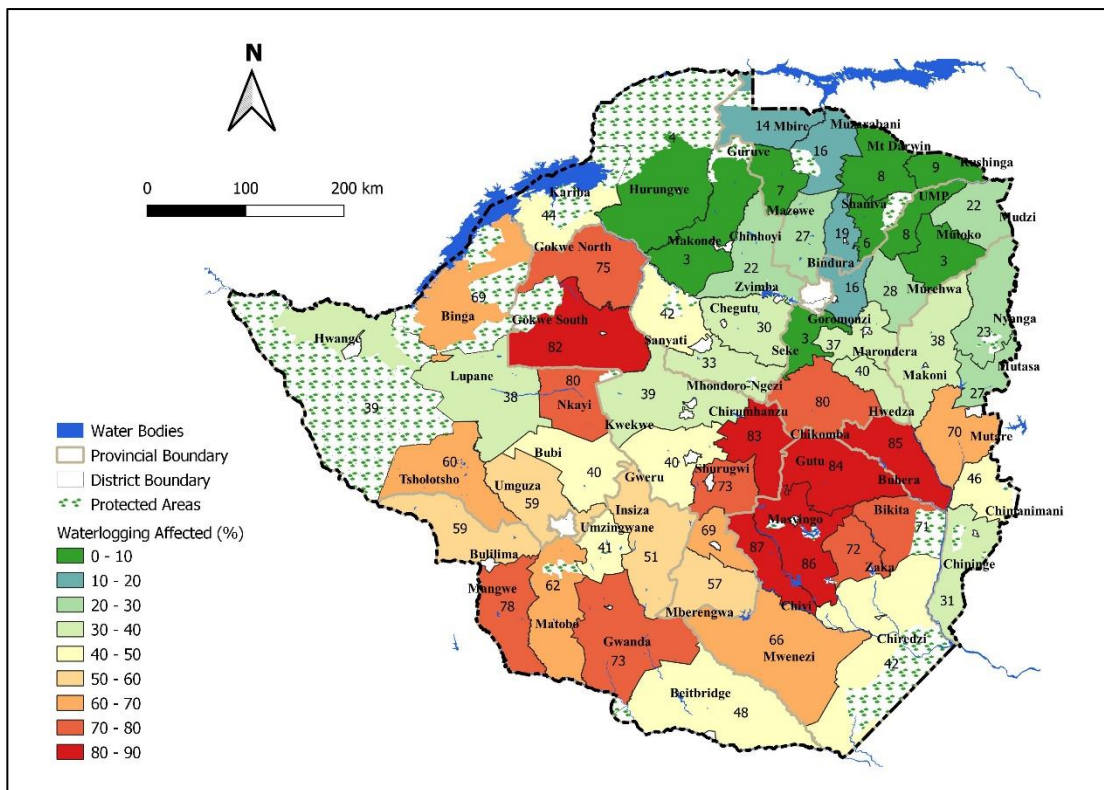 N
0 100 200 km
4
14 Mbire
Muzarabani
16
Mt Darwin
8
9
Rushinga
Guruve
Hurungwe
Kariba
44
7
Mazowe
Shamva
UMP
22
Mudzi
Makonde
Chinhoyi
27
19
6
8
Mutoko
3
Gokwe North
75
3
22
Zvimba
Bindura
16
28
Murehwa
Binga
69
Gokwe South
82
42
Sanyati
Chegutu
30
Goromonzi
Seke
3
37
Marondera
38
Nyanga
23
Hwange
39
Lupane
38
33
Mhondoro-Ngezi
40
Makoni
Mutasa
27
80
Nkayi
39
Kwekwe
Chirumhanzu
80
Hwedza
83
Chikomba
85
70
Mutare
60
Tsholotsho
Bubi
40
40
Gweru
Shurugwi
73
Gutu
84
Buhera
46
Chimanimani
Umguza
59
59
Insiza
Umzingwane
41
51
69
Masvingo
Bikita
71
Bulilima
87
86
72
Zaka
Chipinge
31
Mangwe
78
62
Matobo
57
Mberengwa
Chivi
Gwanda
73
66
Mwenezi
Chiredzi
42
Beitbridge
48
Water Bodies
Provincial Boundary
District Boundary
Protected Areas
Waterlogging Affected (%)
0 - 10
10 - 20
20 - 30
30 - 40
40 - 50
50 - 60
60 - 70
70 - 80
80 - 90